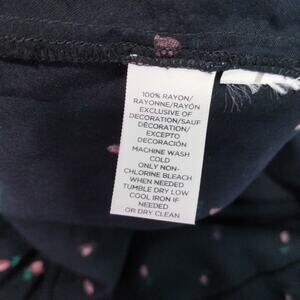 100% RAYON/
RAYONNE/RAYÓN
EXCLUSIVE OF
DECORATION/SAUF
DÉCORATION/
EXCEPTO
DECORACIÓN
MACHINE WASH
COLD
ONLY NON-
CHLORINE BLEACH
WHEN NEEDED
TUMBLE DRY LOW
COOL IRON IF
NEEDED
OR DRY CLEAN